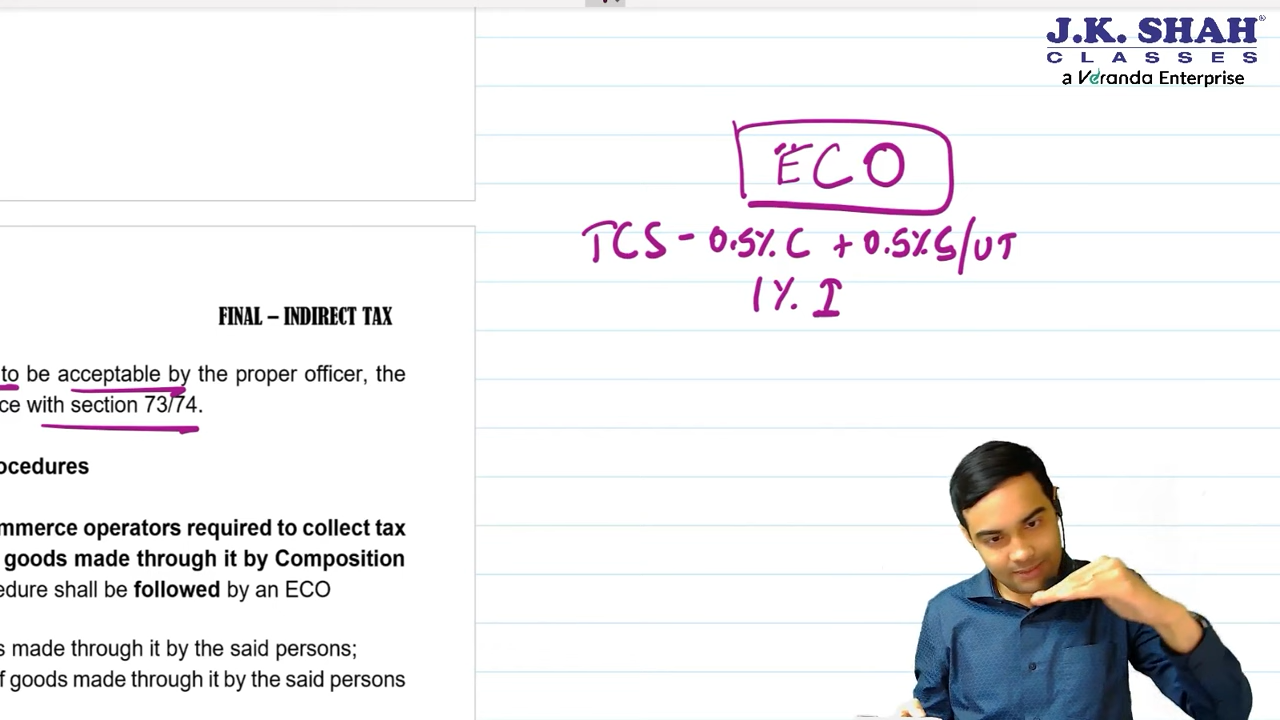 J.K. SHAH®
CLASSES
a Veranda Enterprise
ECO
TCS - 0.5% C + 0.5% S/UT
1% I
FINAL – INDIRECT TAX
to be acceptable by the proper officer, the
ce with section 73/74.
ocedures
mmerce operators required to collect tax
goods made through it by Composition
edure shall be followed by an ECO
s made through it by the said persons;
f goods made through it by the said persons